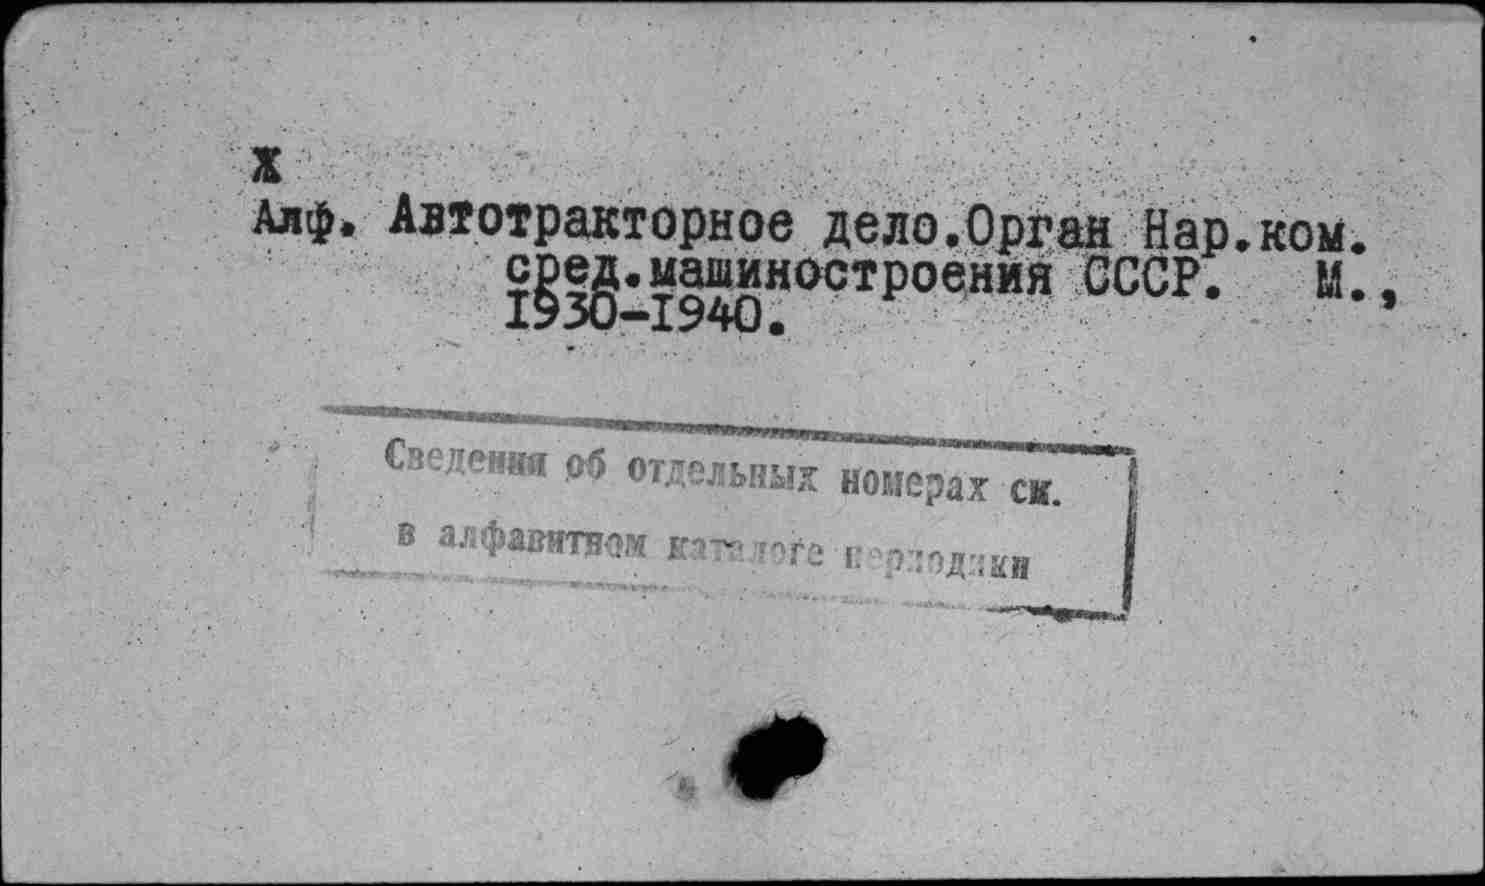 Ж
Алф. Автотракторное дело.Орган Нар.ком.
сред.машиностроения СССР. М.,
1930-1940.
Сведения об отдельных номерах см.
в алфавитном каталоге периодики